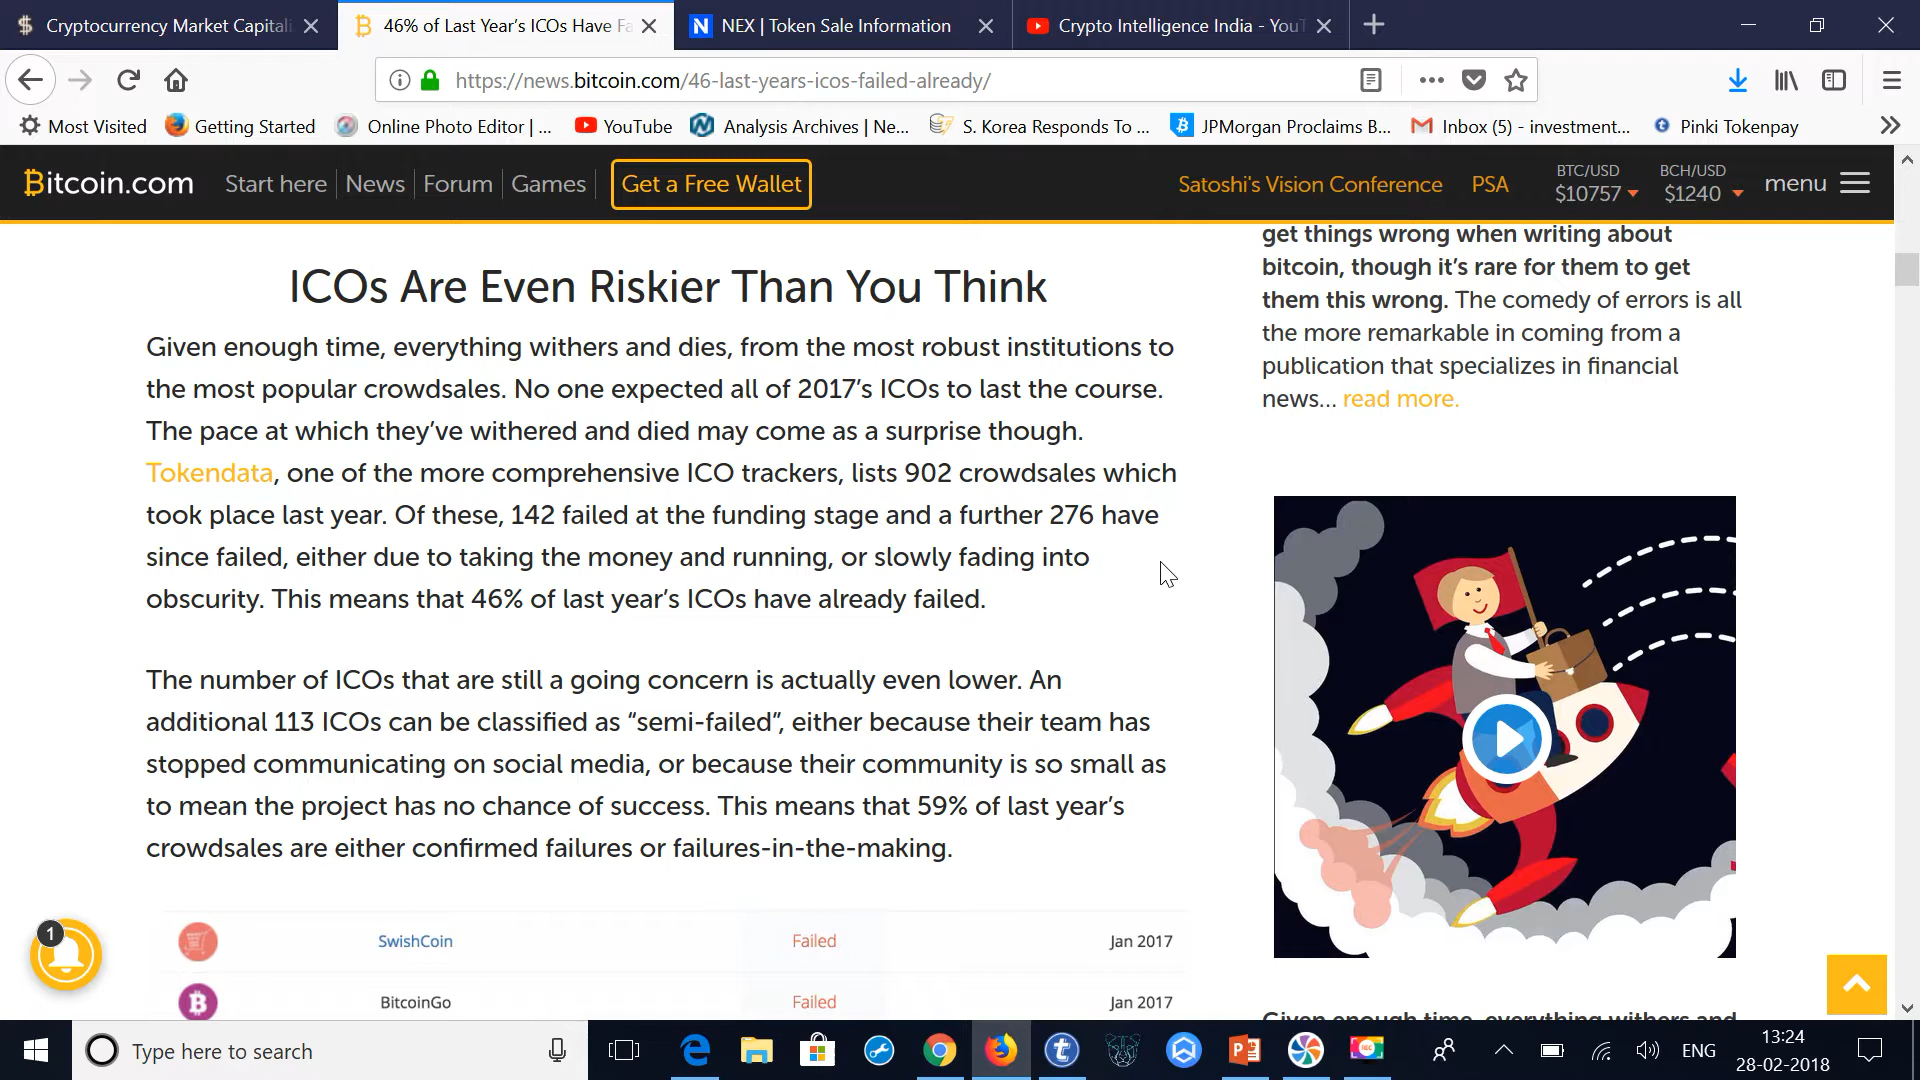 Cryptocurrency Market Capitali
46% of Last Year's ICOs Have Fa
NEX | Token Sale Information
Crypto Intelligence India - YouT
https://news.bitcoin.com/46-last-years-icos-failed-already/
Most Visited
Getting Started
Online Photo Editor | ...
YouTube
Analysis Archives | Ne...
S. Korea Responds To ...
JPMorgan Proclaims B...
Inbox (5) - investment...
Pinki Tokenpay
Bitcoin.com
Start here
News
Forum
Games
Get a Free Wallet
Satoshi's Vision Conference
PSA
BTC/USD
$10757
BCH/USD
$1240
menu
ICOs Are Even Riskier Than You Think
Given enough time, everything withers and dies, from the most robust institutions to
the most popular crowdsales. No one expected all of 2017's ICOs to last the course.
The pace at which they've withered and died may come as a surprise though.
Tokendata, one of the more comprehensive ICO trackers, lists 902 crowdsales which
took place last year. Of these, 142 failed at the funding stage and a further 276 have
since failed, either due to taking the money and running, or slowly fading into
obscurity. This means that 46% of last year's ICOs have already failed.
The number of ICOs that are still a going concern is actually even lower. An
additional 113 ICOs can be classified as “semi-failed”, either because their team has
stopped communicating on social media, or because their community is so small as
to mean the project has no chance of success. This means that 59% of last year's
crowdsales are either confirmed failures or failures-in-the-making.
SwishCoin Failed Jan 2017
BitcoinGo Failed Jan 2017
get things wrong when writing about
bitcoin, though it's rare for them to get
them this wrong. The comedy of errors is all
the more remarkable in coming from a
publication that specializes in financial
news... read more.
Given enough time, everything withers and
1
Type here to search
ENG
13:24
28-02-2018